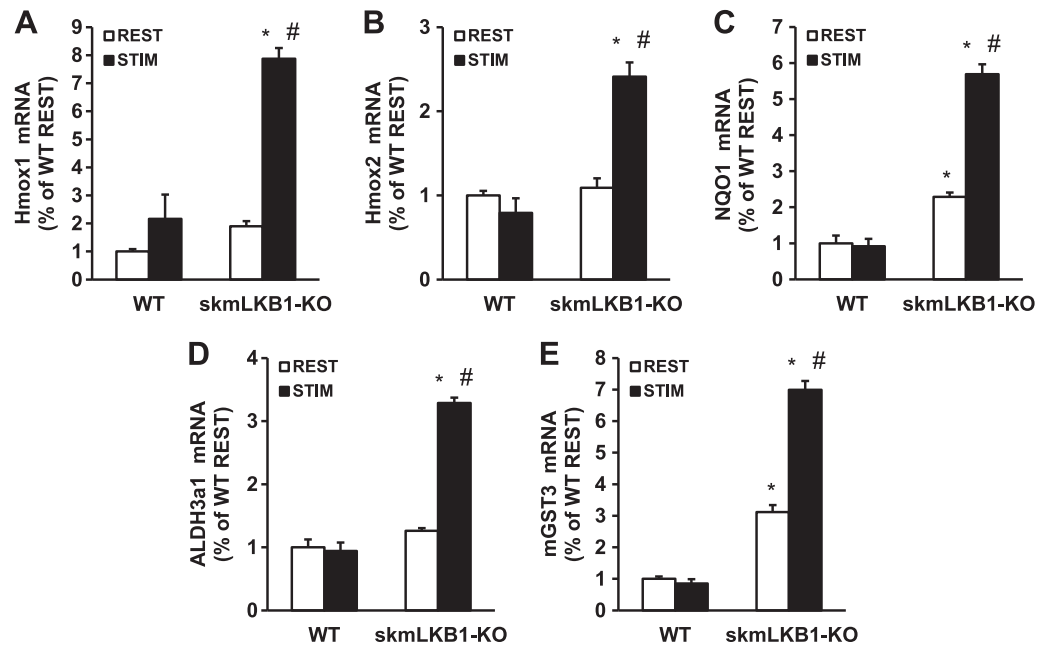 A
Hmox1 mRNA
(% of WT REST)
9
8
7
6
5
4
3
2
1
0
REST
STIM
* #
WT
skmLKB1-KO
B
Hmox2 mRNA
(% of WT REST)
3
2
1
0
REST
STIM
* #
WT
skmLKB1-KO
C
NQO1 mRNA
(% of WT REST)
7
6
5
4
3
2
1
0
REST
STIM
* #
*
WT
skmLKB1-KO
D
ALDH3a1 mRNA
(% of WT REST)
4
3
2
1
0
REST
STIM
* #
WT
skmLKB1-KO
E
mGST3 mRNA
(% of WT REST)
8
7
6
5
4
3
2
1
0
REST
STIM
* #
*
WT
skmLKB1-KO